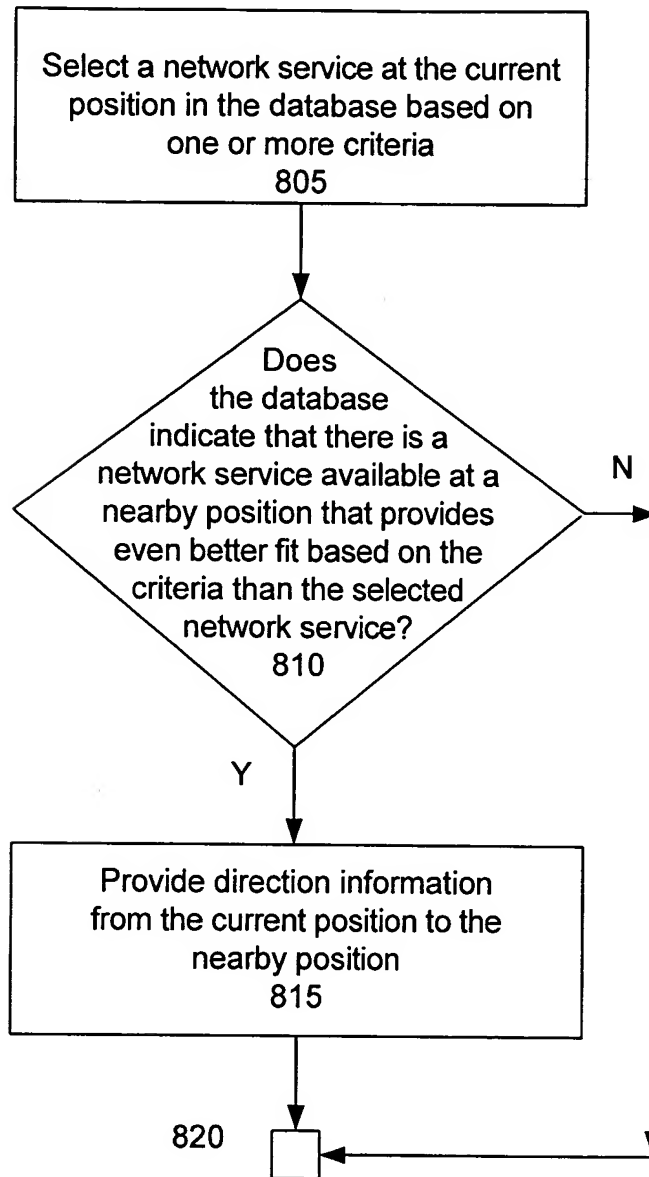 Select a network service at the current
position in the database based on
one or more criteria
805
Does
the database
indicate that there is a
network service available at a
nearby position that provides
even better fit based on the
criteria than the selected
network service?
810
N
Y
Provide direction information
from the current position to the
nearby position
815
820